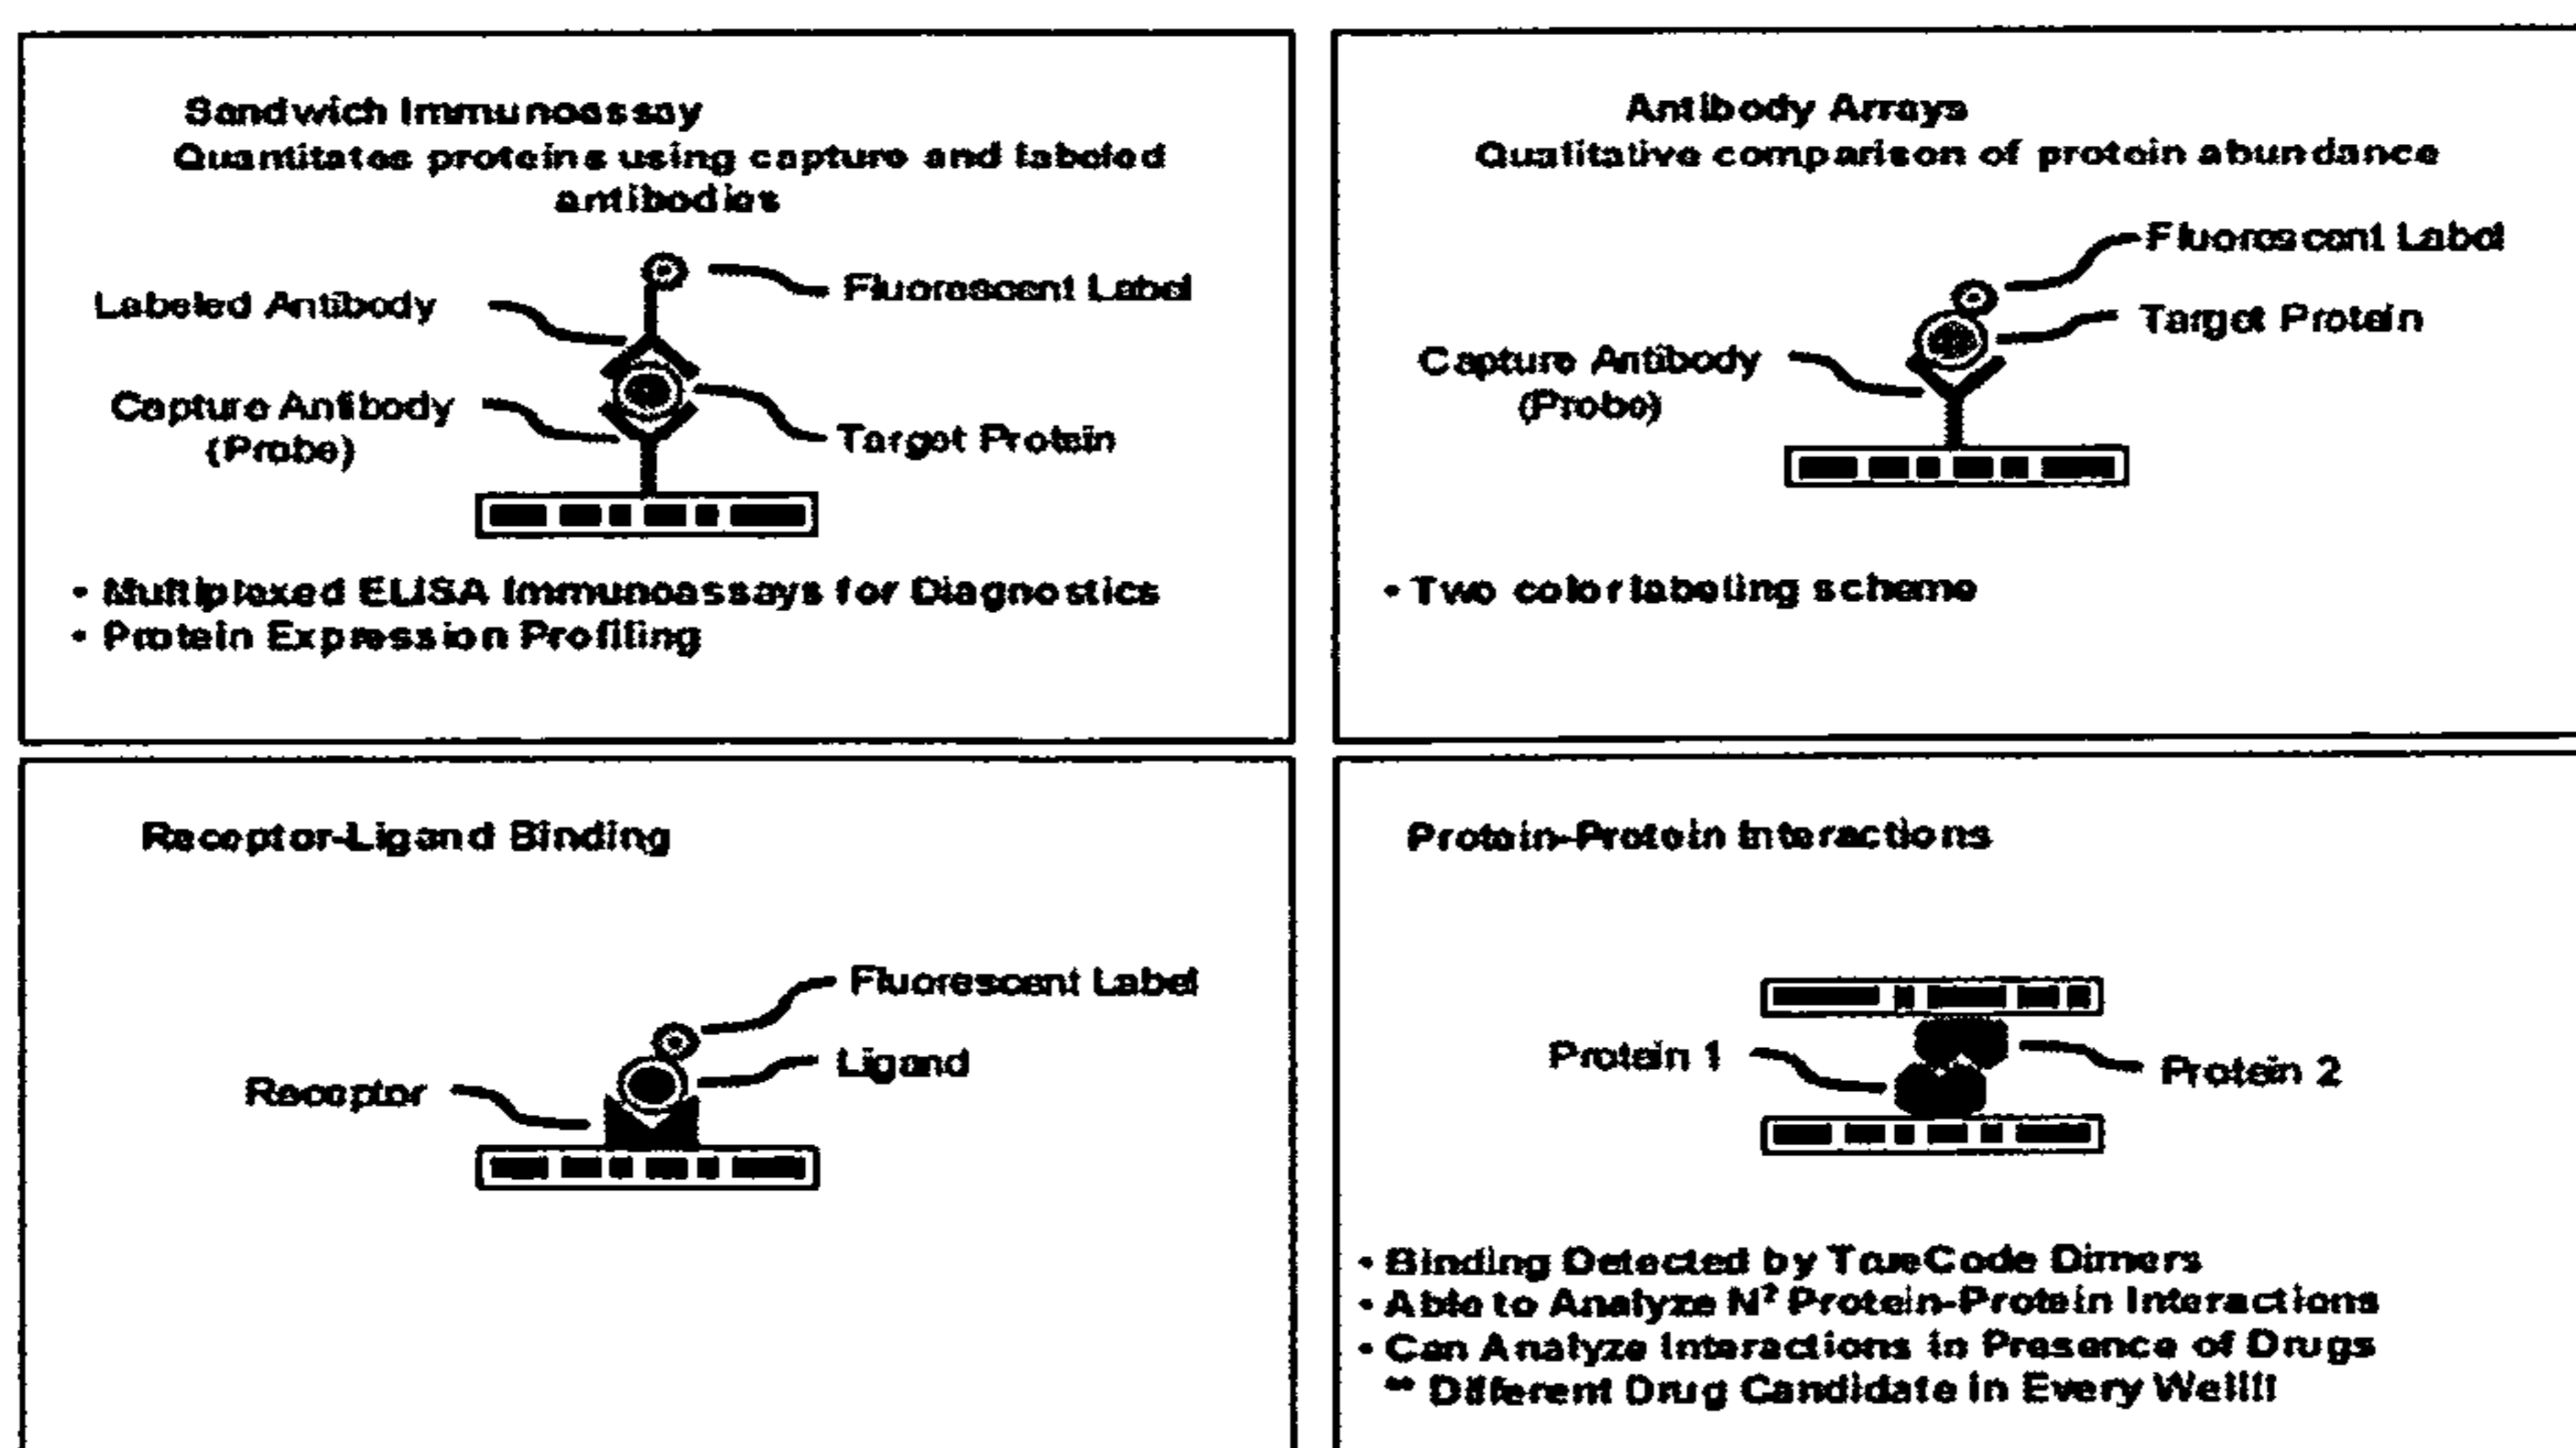 Sandwich Immunoassay
Quantitates proteins using capture and labeled
antibodies
Fluorescent Label
Labeled Antibody
Capture Antibody
(Probe)
Target Protein
• Multiplexed ELISA Immunoassays for Diagnostics
• Protein Expression Profiling
Antibody Arrays
Qualitative comparison of protein abundance
Fluorescent Label
Target Protein
Capture Antibody
(Probe)
• Two color labeling scheme
Receptor-Ligand Binding
Fluorescent Label
Ligand
Receptor
Protein-Protein Interactions
Protein 1
Protein 2
• Binding Detected by TrueCode Dimers
• Able to Analyze N² Protein-Protein Interactions
• Can Analyze Interactions in Presence of Drugs
** Different Drug Candidate in Every Well!!